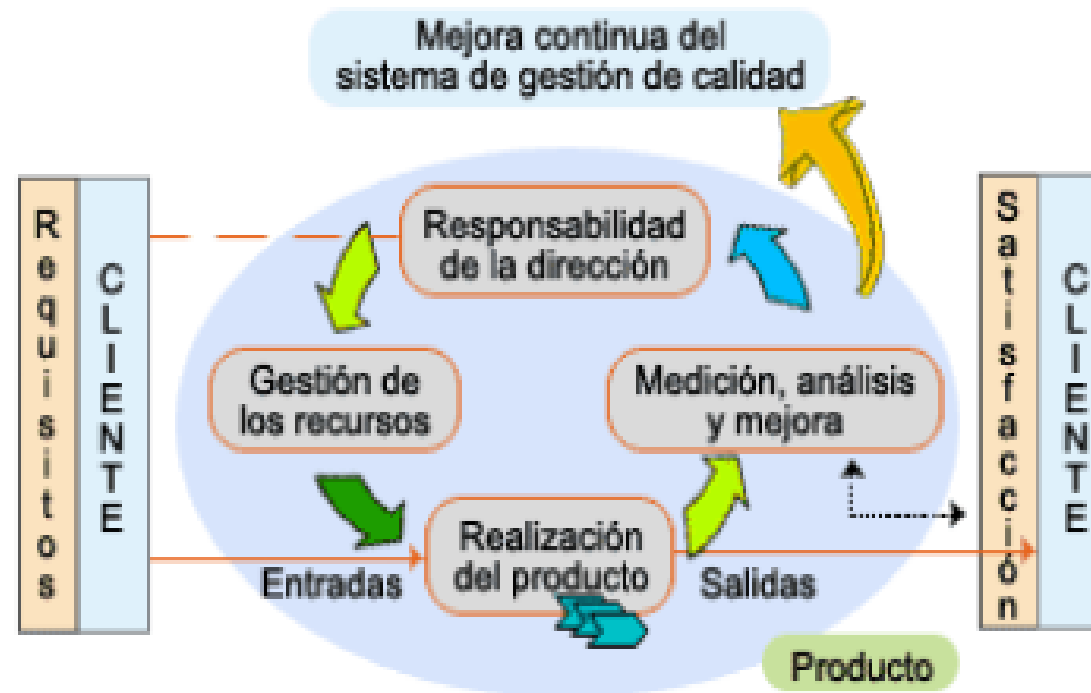 Mejora continua del
sistema de gestión de calidad
Requisitos
CLIENTE
Responsabilidad
de la dirección
Gestión de
los recursos
Medición, análisis
y mejora
Realización
del producto
Entradas
Salidas
Producto
Satisfacción
CLIENTE